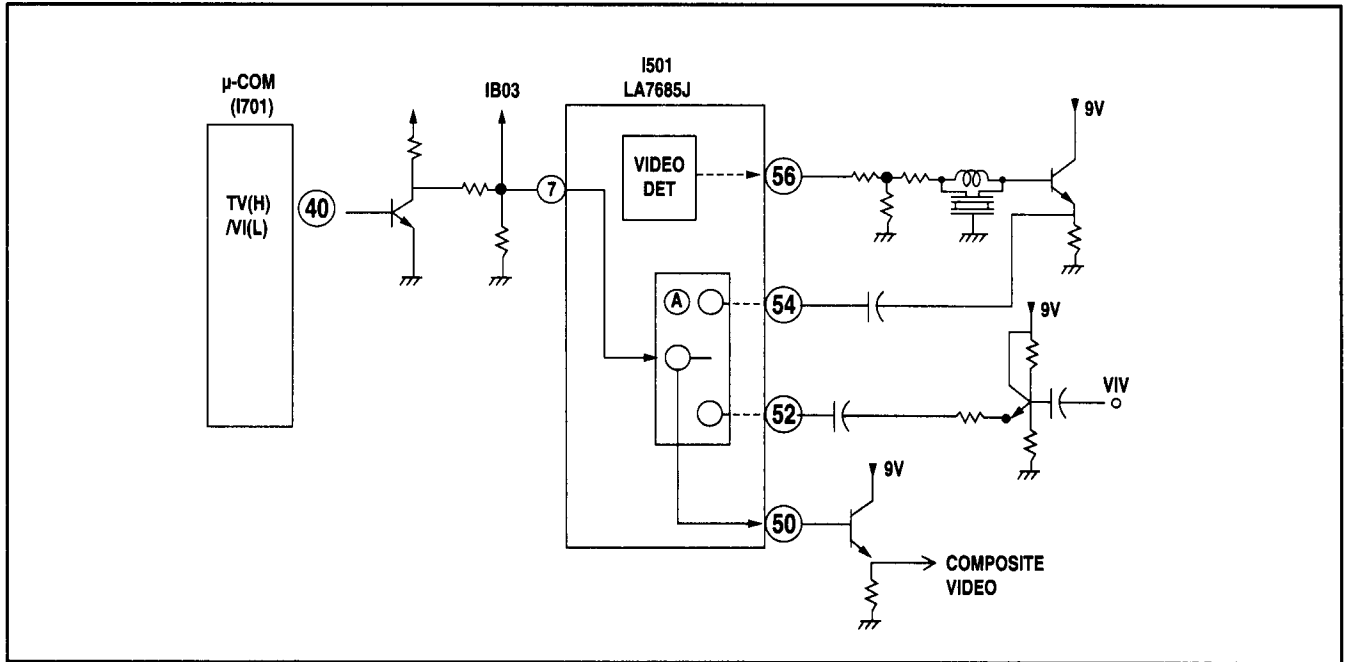 µ-COM
(I701)
TV(H)
/VI(L)
40
IB03
7
I501
LA7685J
VIDEO
DET
A
56
54
52
50
9V
9V
VIV
9V
COMPOSITE
VIDEO